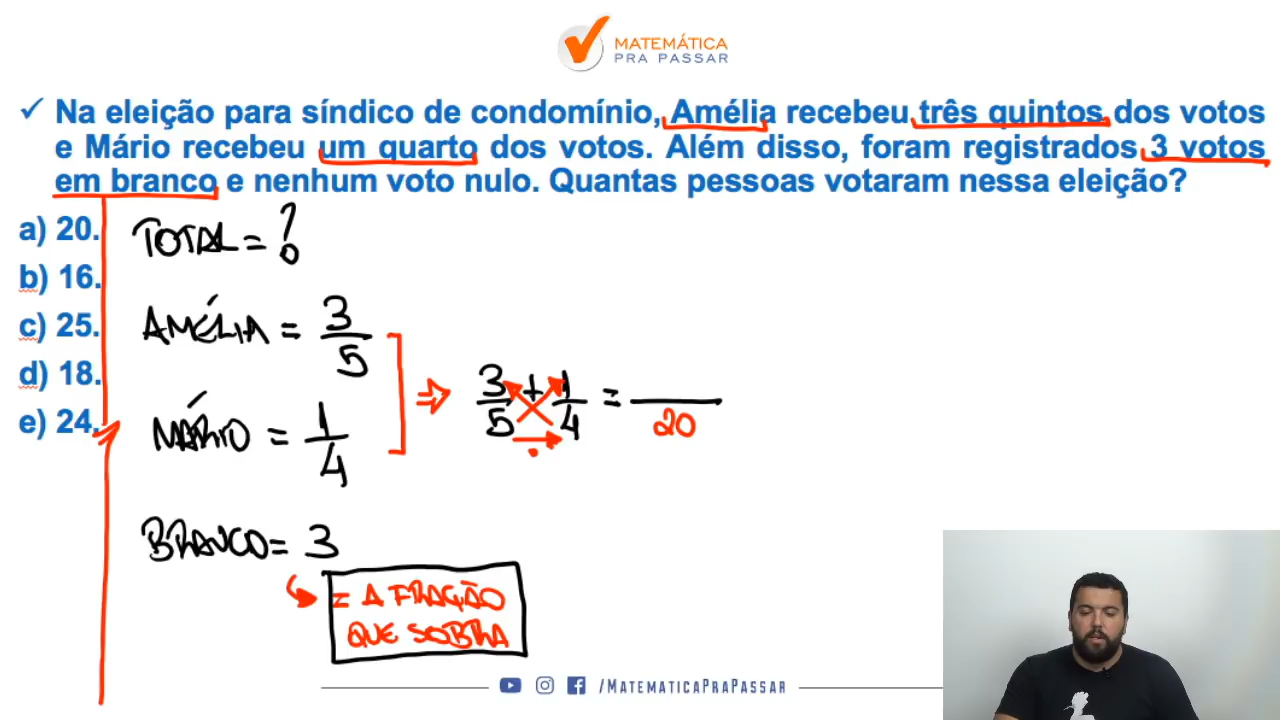 MATEMÁTICA
PRA PASSAR
✓ Na eleição para síndico de condomínio, Amélia recebeu três quintos dos votos
e Mário recebeu um quarto dos votos. Além disso, foram registrados 3 votos
em branco e nenhum voto nulo. Quantas pessoas votaram nessa eleição?
a) 20.
b) 16.
c) 25.
d) 18.
e) 24.
TOTAL = ?
AMÉLIA = 3/5
MÁRIO = 1/4
⇒ 3/5 + 1/4 = /20
BRANCO = 3
= A FRAÇÃO
QUE SOBRA
/MATEMATICAPRAPASSAR